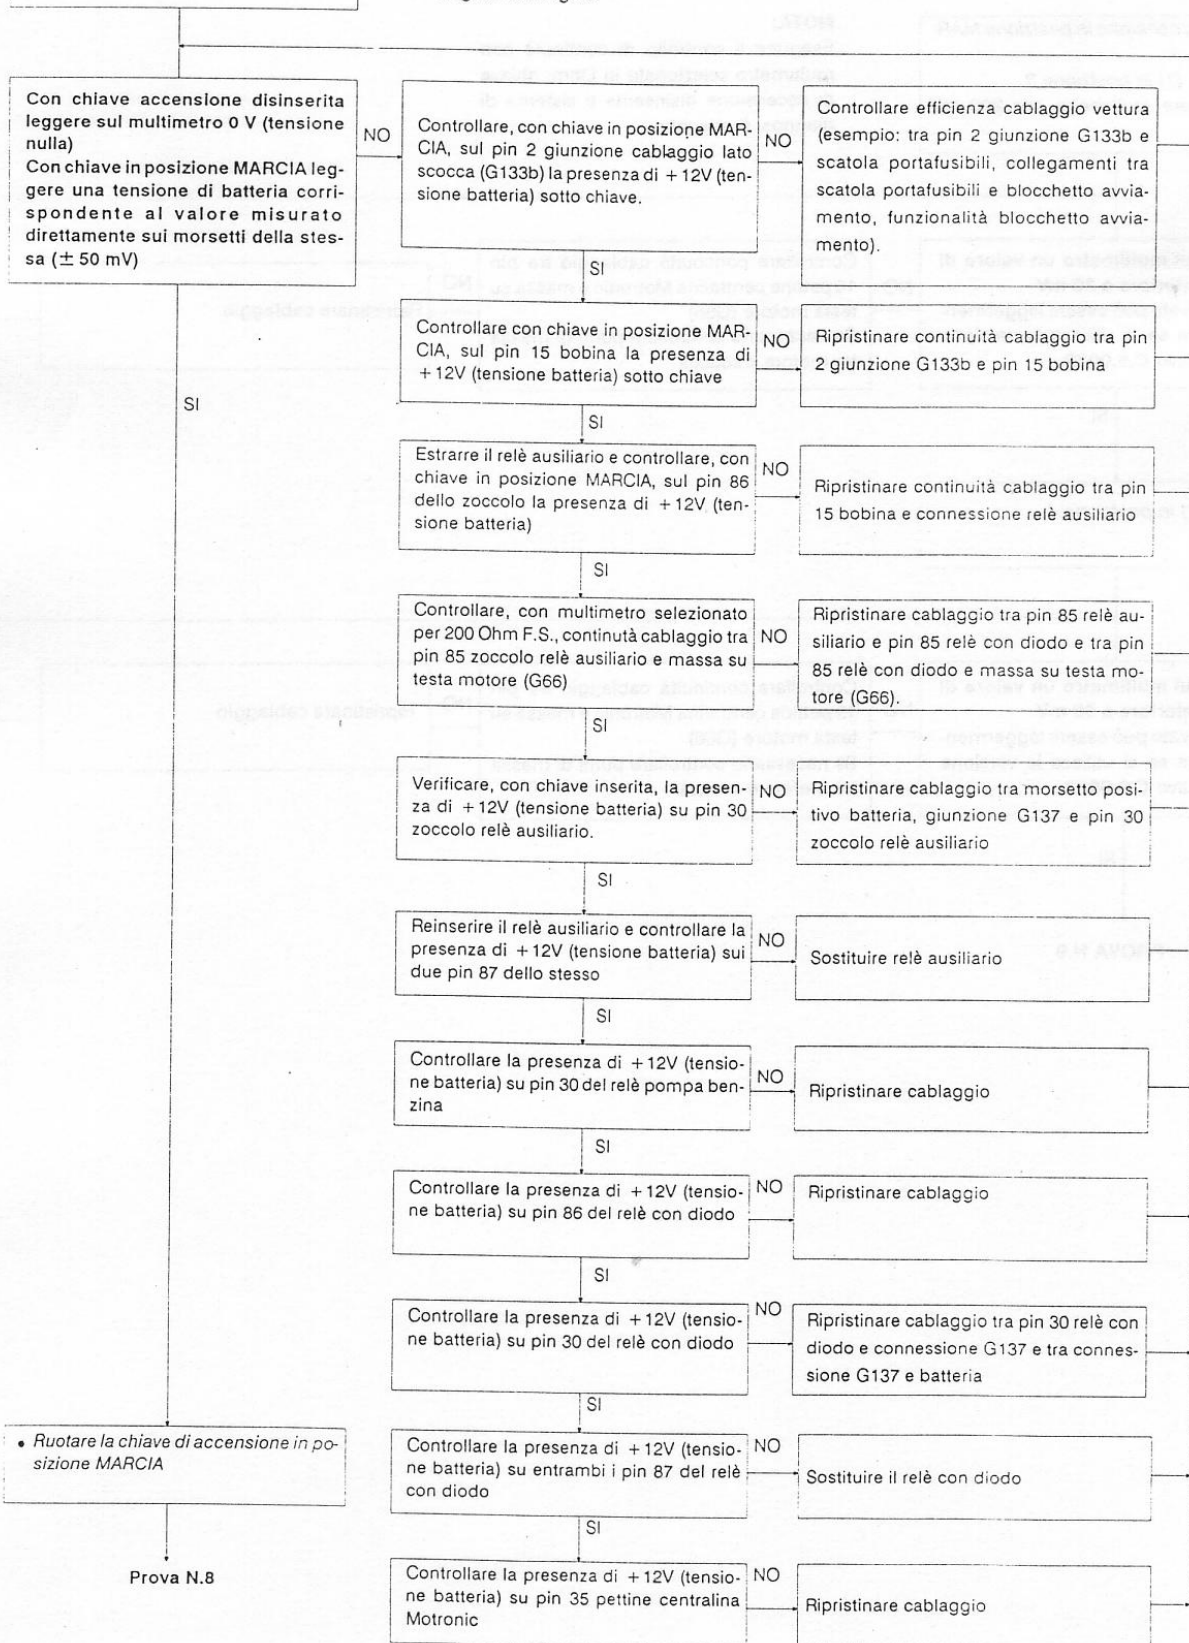 Con chiave accensione disinserita
leggere sul multimetro 0 V (tensione
nulla)
Con chiave in posizione MARCIA leg-
gere una tensione di batteria corri-
spondente al valore misurato
direttamente sui morsetti della stes-
sa (± 50 mV)
NO
Controllare, con chiave in posizione MAR-
CIA, sul pin 2 giunzione cablaggio lato
scocca (G133b) la presenza di +12V (ten-
sione batteria) sotto chiave.
NO
Controllare efficienza cablaggio vettura
(esempio: tra pin 2 giunzione G133b e
scatola portafusibili, collegamenti tra
scatola portafusibili e blocchetto avvia-
mento, funzionalità blocchetto avvia-
mento).
SI
Controllare con chiave in posizione MAR-
CIA, sul pin 15 bobina la presenza di
+12V (tensione batteria) sotto chiave
NO
Ripristinare continuità cablaggio tra pin
2 giunzione G133b e pin 15 bobina
SI
SI
Estrarre il relè ausiliario e controllare, con
chiave in posizione MARCIA, sul pin 86
dello zoccolo la presenza di +12V (ten-
sione batteria)
NO
Ripristinare continuità cablaggio tra pin
15 bobina e connessione relè ausiliario
SI
Controllare, con multimetro selezionato
per 200 Ohm F.S., continutà cablaggio tra
pin 85 zoccolo relè ausiliario e massa su
testa motore (G66)
NO
Ripristinare cablaggio tra pin 85 relè au-
siliario e pin 85 relè con diodo e tra pin
85 relè con diodo e massa su testa mo-
tore (G66).
SI
Verificare, con chiave inserita, la presen-
za di +12V (tensione batteria) su pin 30
zoccolo relè ausiliario.
NO
Ripristinare cablaggio tra morsetto posi-
tivo batteria, giunzione G137 e pin 30
zoccolo relè ausiliario
SI
Reinserire il relè ausiliario e controllare la
presenza di +12V (tensione batteria) sui
due pin 87 dello stesso
NO
Sostituire relè ausiliario
SI
Controllare la presenza di +12V (tensio-
ne batteria) su pin 30 del relè pompa ben-
zina
NO
Ripristinare cablaggio
SI
Controllare la presenza di +12V (tensio-
ne batteria) su pin 86 del relè con diodo
NO
Ripristinare cablaggio
SI
Controllare la presenza di +12V (tensio-
ne batteria) su pin 30 del relè con diodo
NO
Ripristinare cablaggio tra pin 30 relè con
diodo e connessione G137 e tra connes-
sione G137 e batteria
SI
• Ruotare la chiave di accensione in po-
sizione MARCIA
Controllare la presenza di +12V (tensio-
ne batteria) su entrambi i pin 87 del relè
con diodo
NO
Sostituire il relè con diodo
SI
Prova N.8
Controllare la presenza di +12V (tensio-
ne batteria) su pin 35 pettine centralina
Motronic
NO
Ripristinare cablaggio